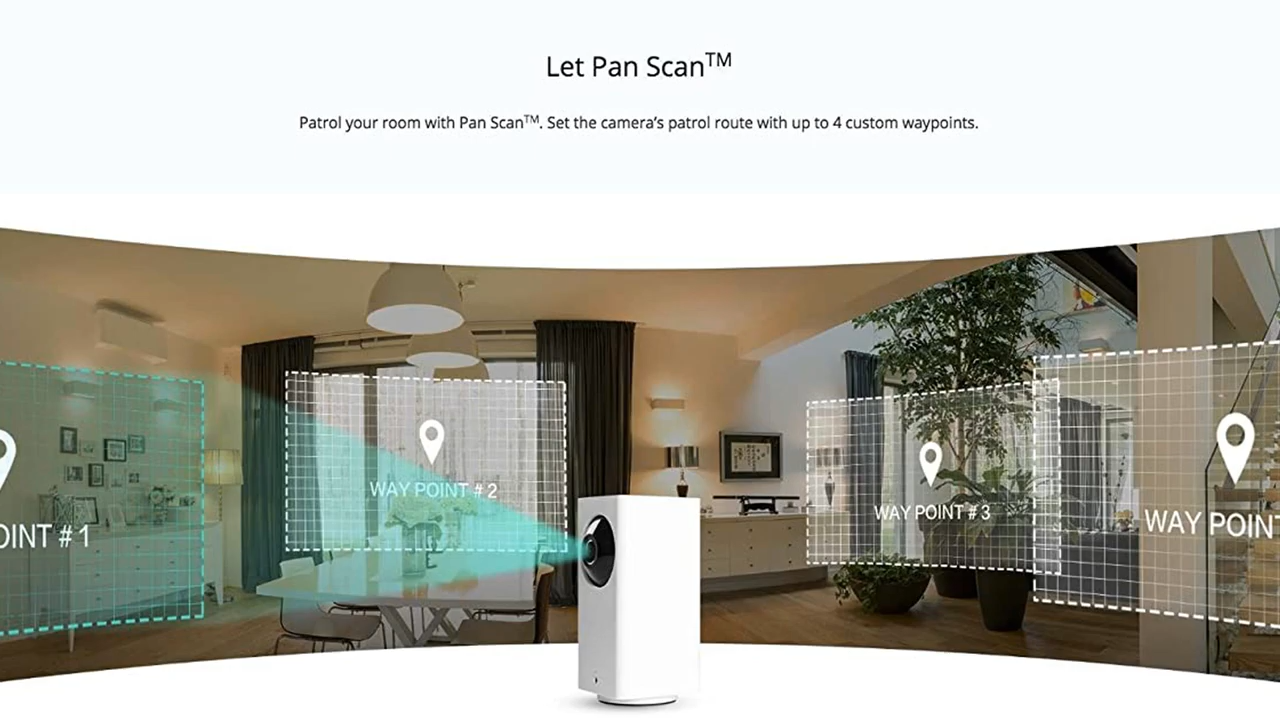 Let Pan Scan™
Patrol your room with Pan Scan™. Set the camera's patrol route with up to 4 custom waypoints.
OINT # 1
WAY POINT # 2
WAY POINT # 3
WAY POIN